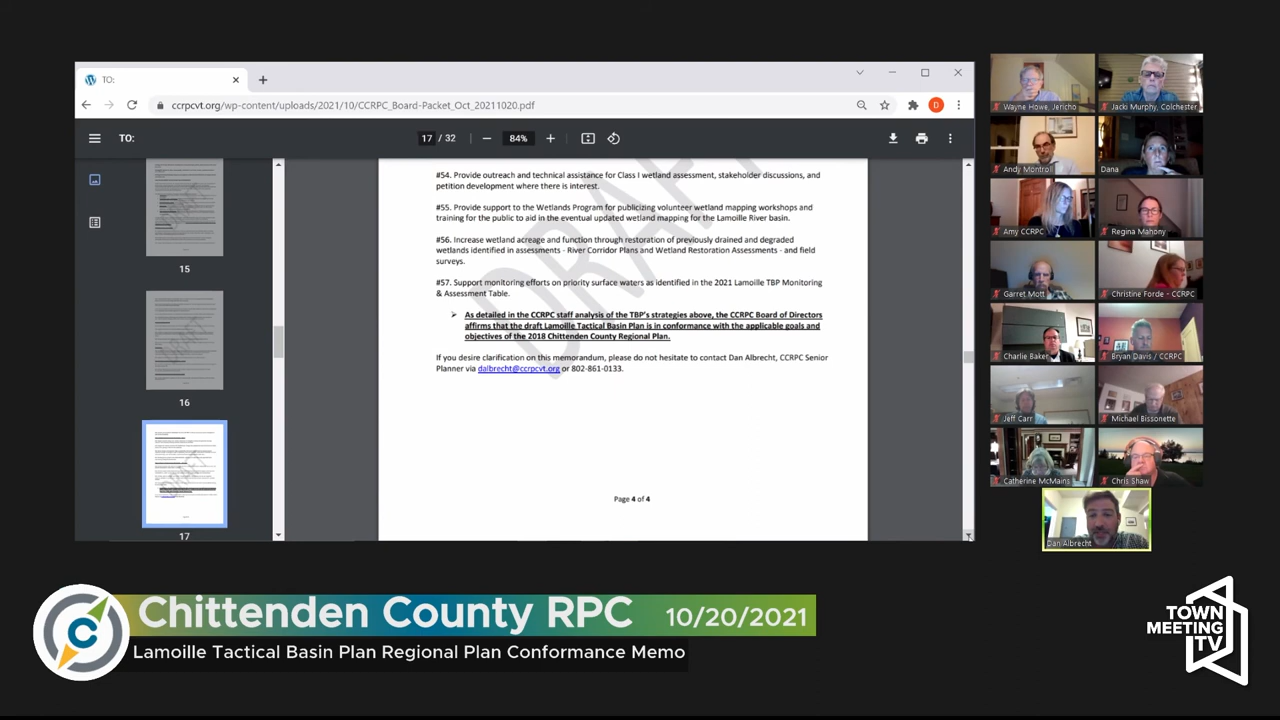 TO:
ccrpcvt.org/wp-content/uploads/2021/10/CCRPC_Board-Packet_Oct_20211020.pdf
D
TO:
17 / 32
84%
15
16
17
DRAFT
#54. Provide outreach and technical assistance for Class I wetland assessment, stakeholder discussions, and
petition development where there is interest.
#55. Provide support to the Wetlands Program for publicizing volunteer wetland mapping workshops and
training for the public to aid in the eventual updated wetland mapping for the Lamoille River basin.
#56. Increase wetland acreage and function through restoration of previously drained and degraded
wetlands identified in assessments - River Corridor Plans and Wetland Restoration Assessments - and field
surveys.
#57. Support monitoring efforts on priority surface waters as identified in the 2021 Lamoille TBP Monitoring
& Assessment Table.
As detailed in the CCRPC staff analysis of the TBP's strategies above, the CCRPC Board of Directors
affirms that the draft Lamoille Tactical Basin Plan is in conformance with the applicable goals and
objectives of the 2018 Chittenden County Regional Plan.
If you desire clarification on this memorandum, please do not hesitate to contact Dan Albrecht, CCRPC Senior
Planner via dalbrecht@ccrpcvt.org or 802-861-0133.
Page 4 of 4
Wayne Howe, Jericho
Jacki Murphy, Colchester
Andy Montroll
Dana
Amy CCRPC
Regina Mahony
Garret Mott
Christine Forde - CCRPC
Charlie Baker
Bryan Davis / CCRPC
Jeff Carr
Michael Bissonette
Catherine McMains
Chris Shaw
Dan Albrecht
C
Chittenden County RPC 10/20/2021
Lamoille Tactical Basin Plan Regional Plan Conformance Memo
TOWN
MEETING
TV